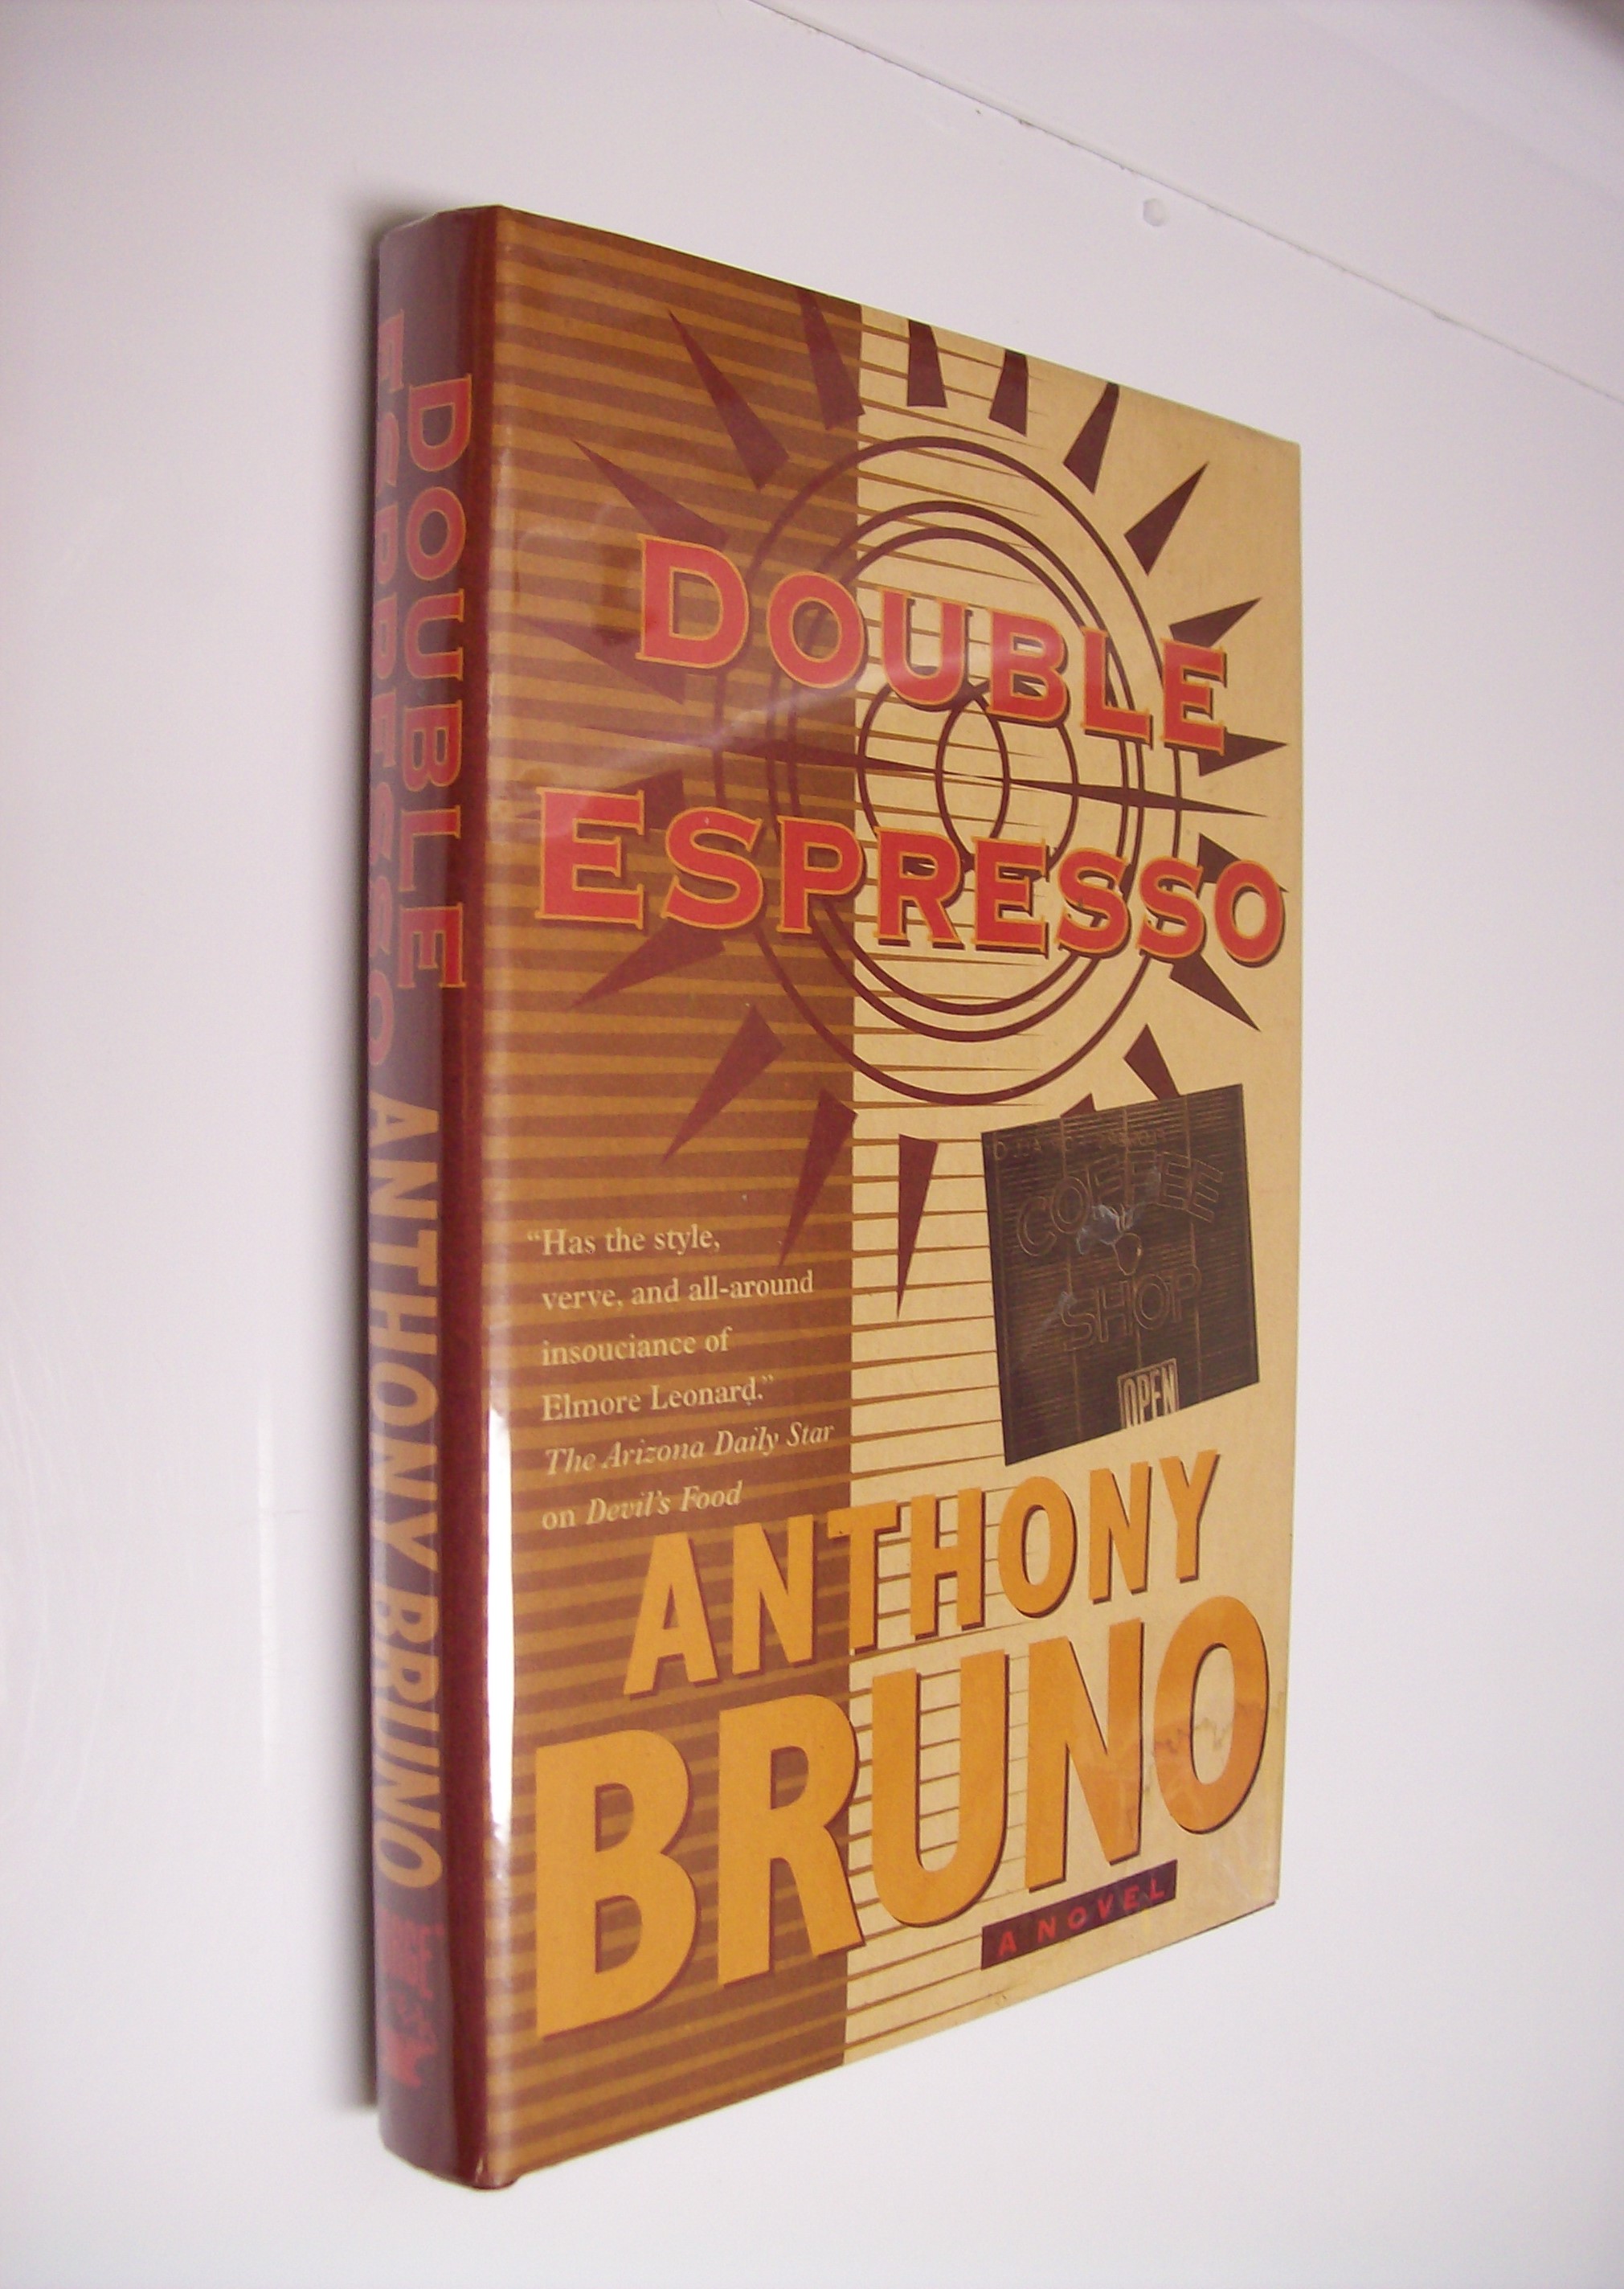 DOUBLE
ESPRESSO
ANTHONY BRUNO
DOUBLE
ESPRESSO
COFFEE
SHOP
OPEN
“Has the style,
verve, and all-around
insouciance of
Elmore Leonard.”
The Arizona Daily Star
on Devil’s Food
ANTHONY
BRUNO
A NOVEL